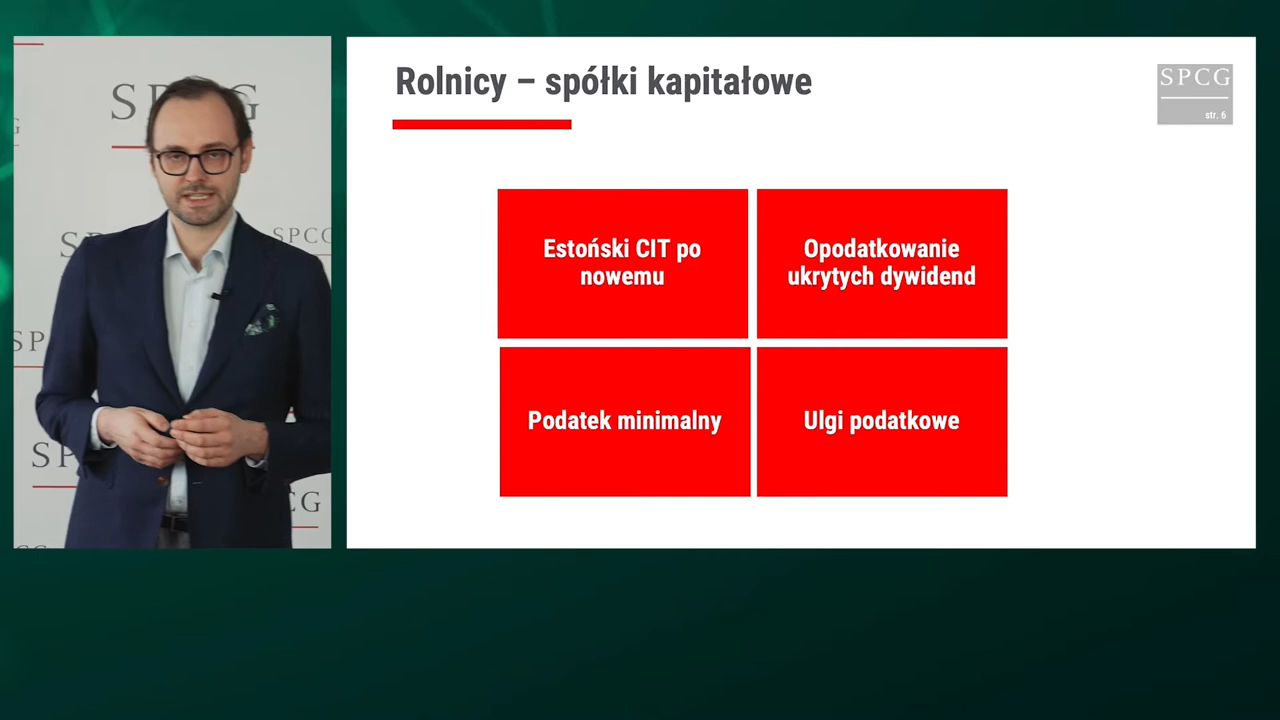 SPCG
SPCG
Rolnicy – spółki kapitałowe
SPCG
str. 6
Estoński CIT po
nowemu
Opodatkowanie
ukrytych dywidend
Podatek minimalny
Ulgi podatkowe